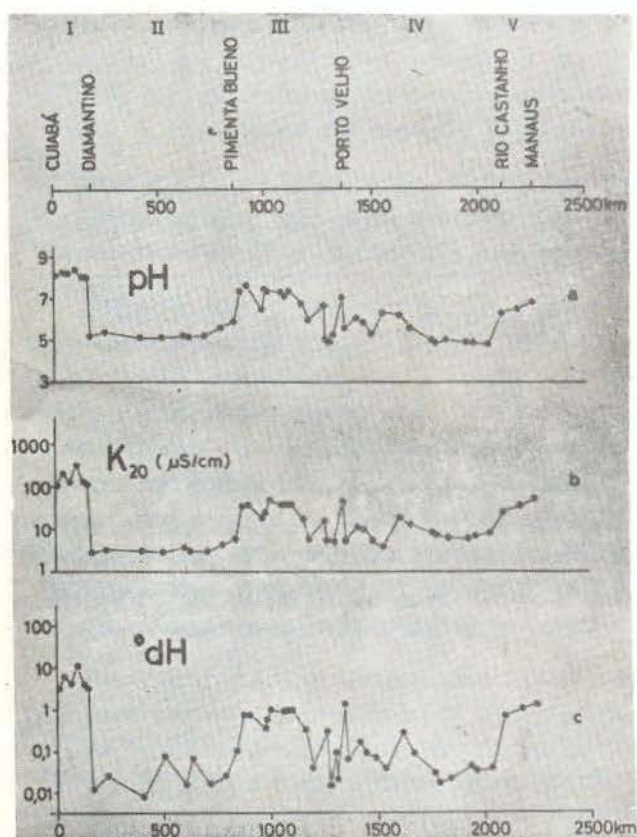 I II III IV V
CUIABÁ
DIAMANTINO
PIMENTA BUENO
PORTO VELHO
RIO CASTANHO
MANAUS
0 500 1000 1500 2000 2500km
9
7
5
3
pH
a
1000
100
10
1
K20 (µS/cm)
b
100
10
1
0,1
0,01
°dH
c
0 500 1000 1500 2000 2500km